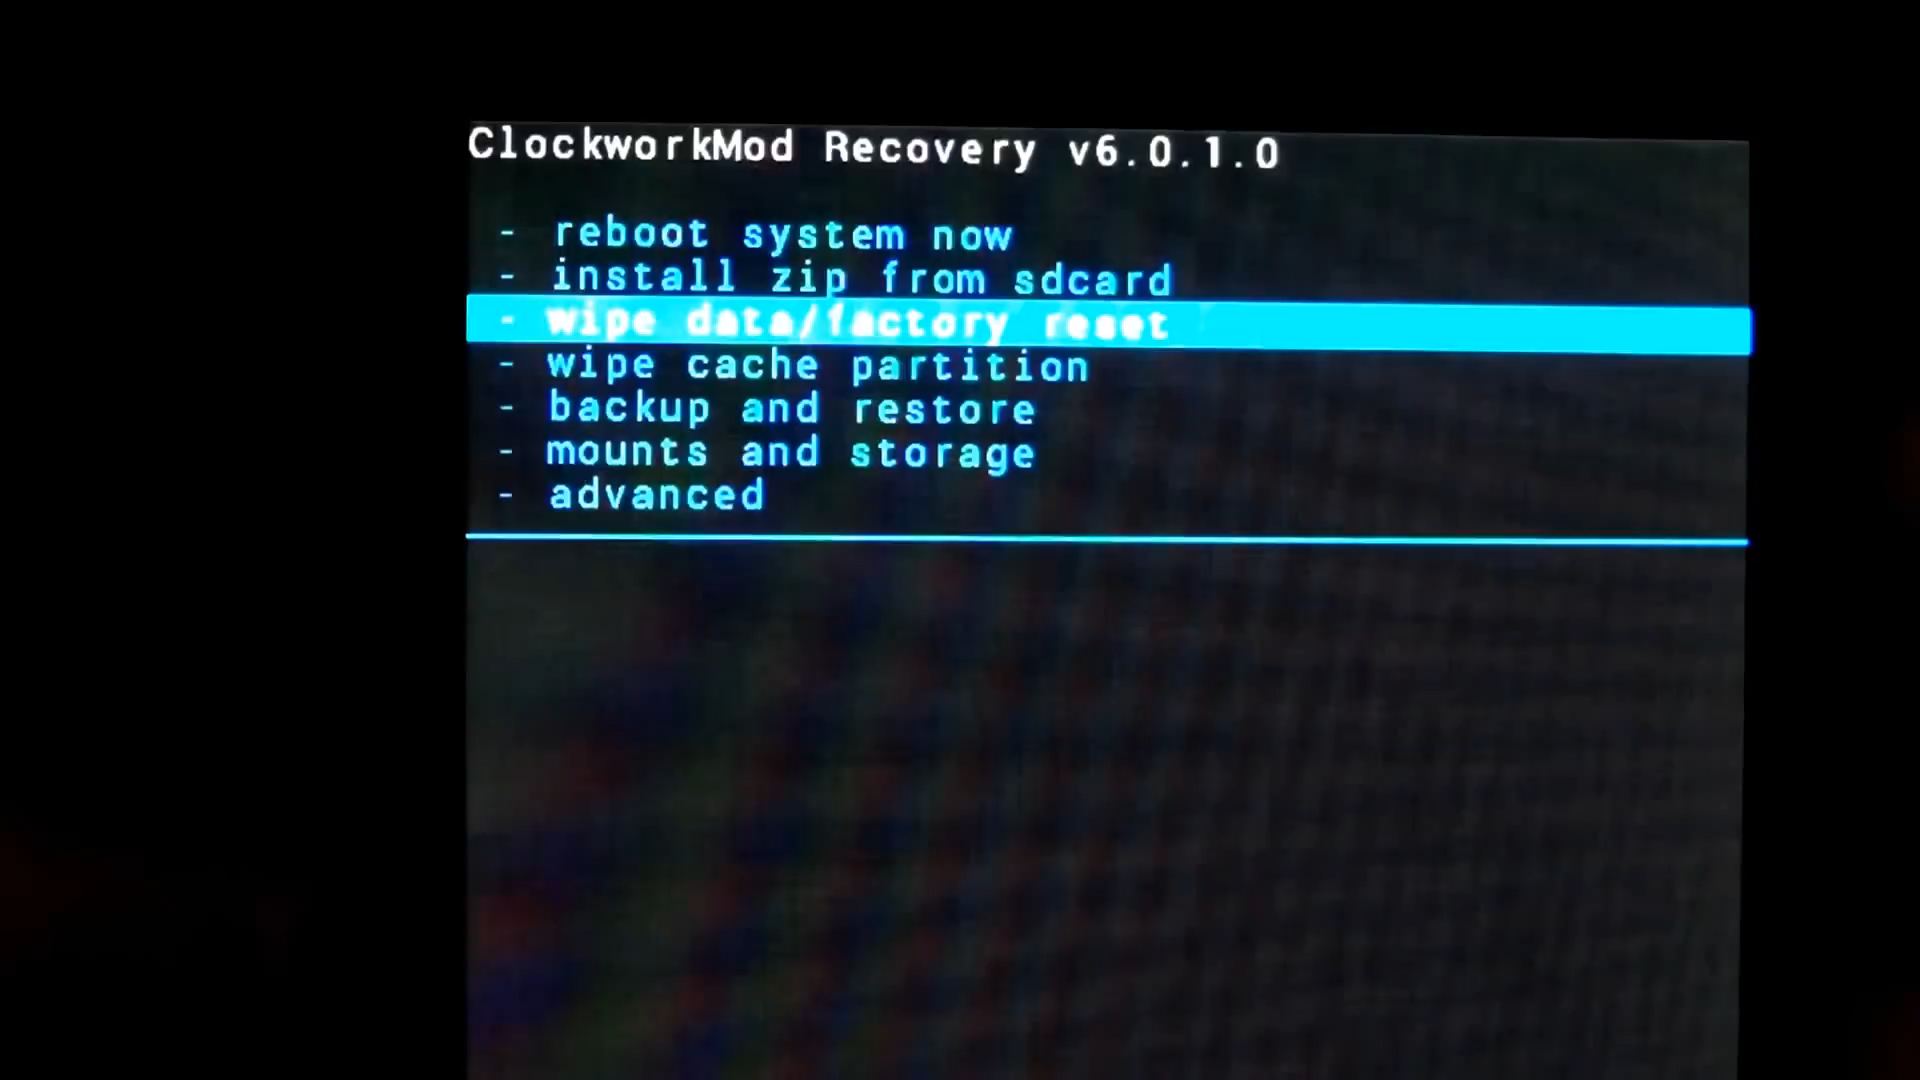 ClockworkMod Recovery v6.0.1.0
- reboot system now
- install zip from sdcard
- wipe data/factory reset
- wipe cache partition
- backup and restore
- mounts and storage
- advanced